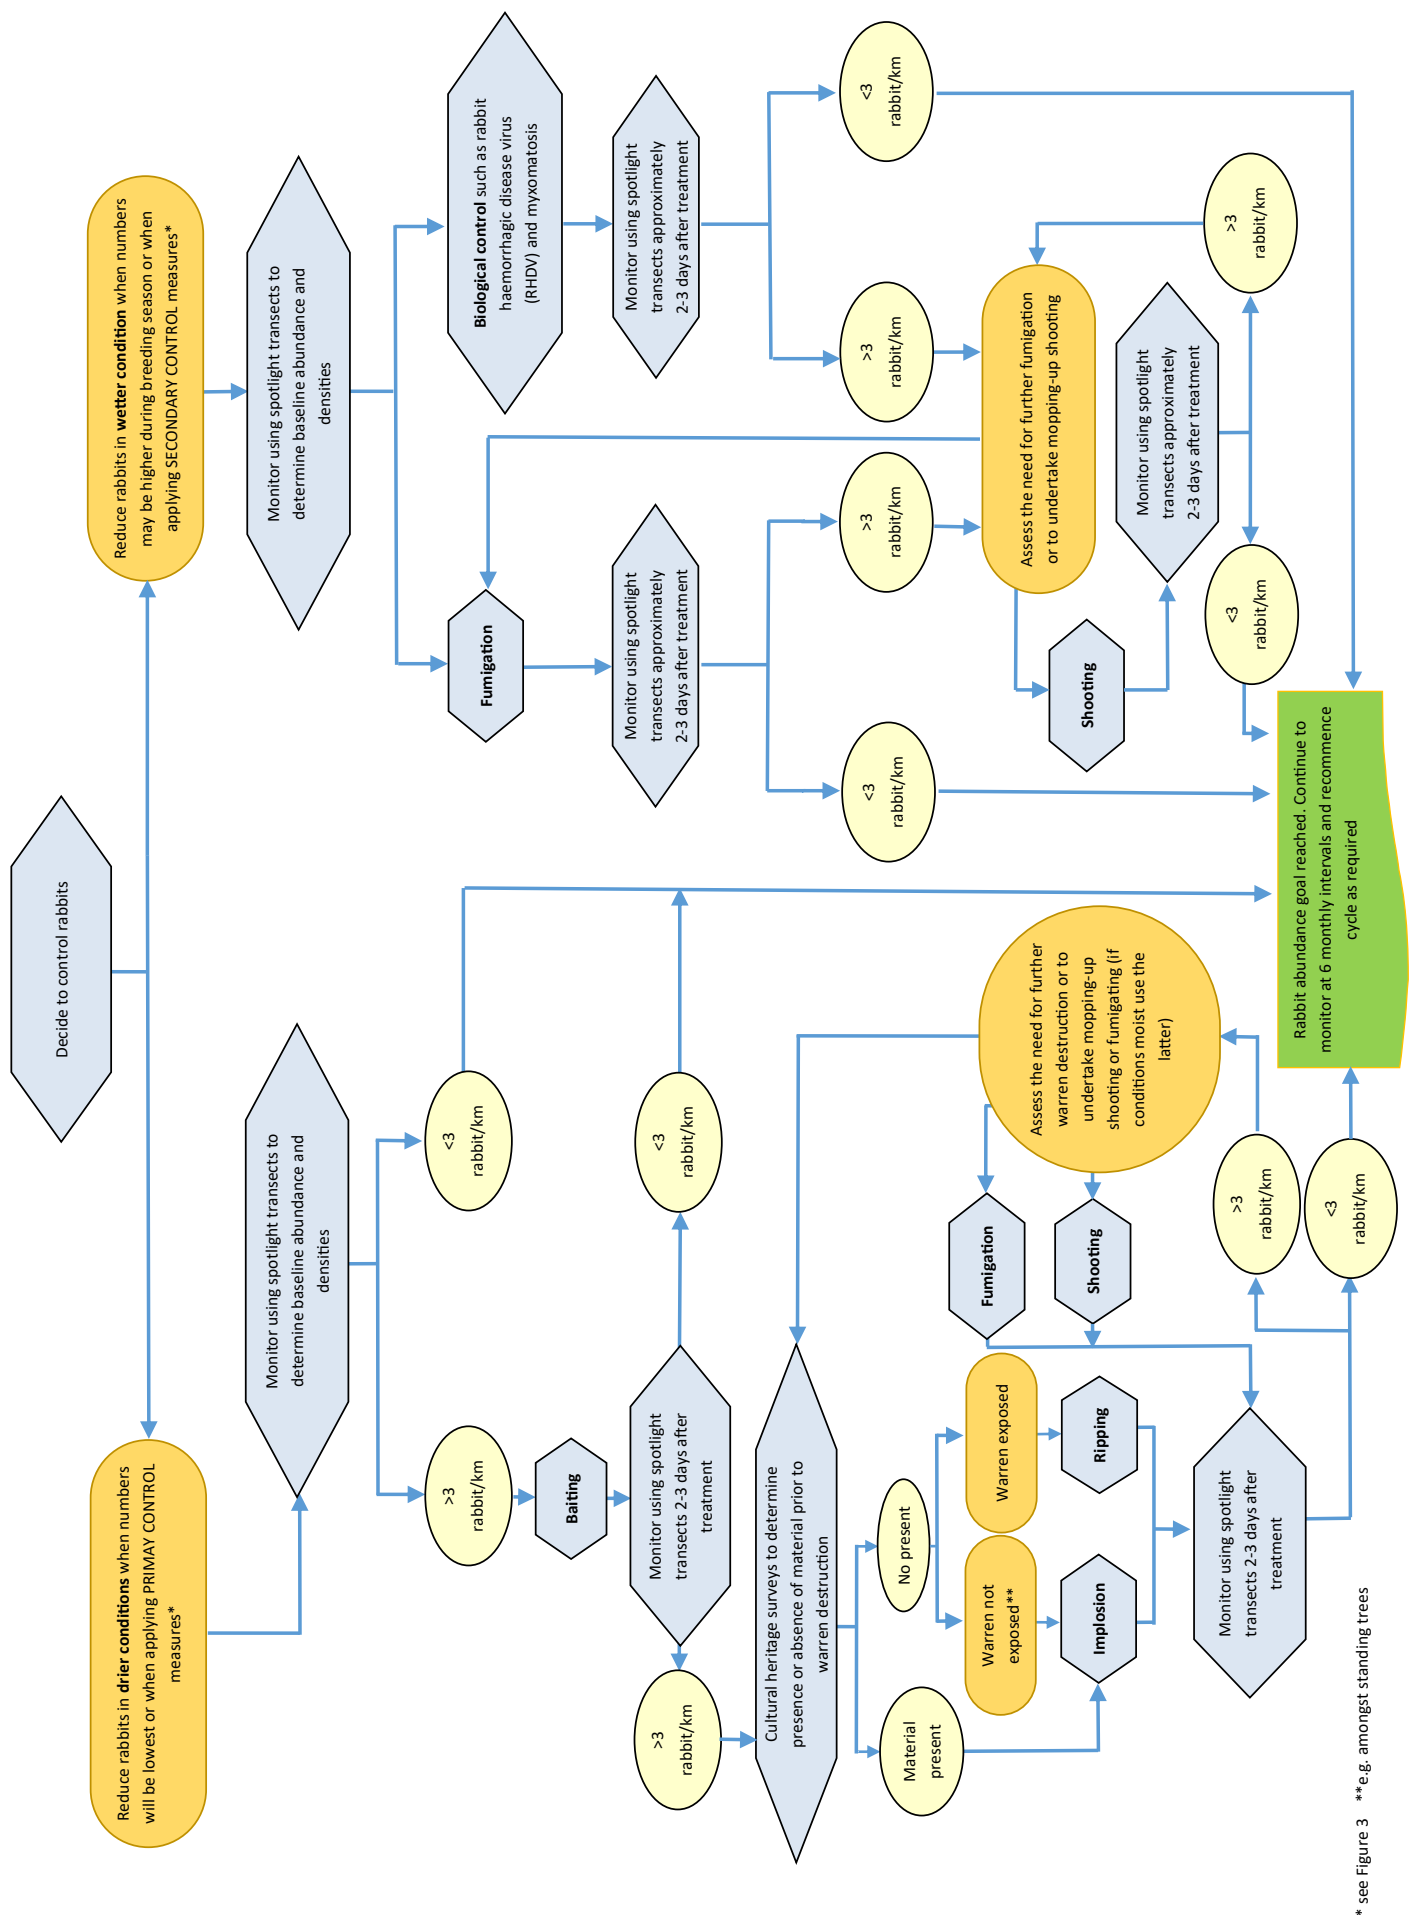 Decide to control rabbits
Reduce rabbits in drier conditions when numbers
will be lowest or when applying PRIMAY CONTROL
measures*
Monitor using spotlight transects to
determine baseline abundance and
densities
>3
rabbit/km
<3
rabbit/km
Baiting
Monitor using spotlight
transects 2-3 days after
treatment
>3
rabbit/km
<3
rabbit/km
Cultural heritage surveys to determine
presence or absence of material prior to
warren destruction
Material
present
No present
Warren not
exposed**
Warren exposed
Implosion
Ripping
Fumigation
Shooting
Assess the need for further
warren destruction or to
undertake mopping-up
shooting or fumigating (if
conditions moist use the
latter)
Monitor using spotlight
transects 2-3 days after
treatment
>3
rabbit/km
<3
rabbit/km
Reduce rabbits in wetter condition when numbers
may be higher during breeding season or when
applying SECONDARY CONTROL measures*
Monitor using spotlight transects to
determine baseline abundance and
densities
Fumigation
Biological control such as rabbit
haemorrhagic disease virus
(RHDV) and myxomatosis
Monitor using spotlight
transects approximately
2-3 days after treatment
Monitor using spotlight
transects approximately
2-3 days after treatment
<3
rabbit/km
>3
rabbit/km
>3
rabbit/km
<3
rabbit/km
Assess the need for further fumigation
or to undertake mopping-up shooting
Shooting
Monitor using spotlight
transects approximately
2-3 days after treatment
<3
rabbit/km
>3
rabbit/km
Rabbit abundance goal reached. Continue to
monitor at 6 monthly intervals and recommence
cycle as required
* see Figure 3 **e.g. amongst standing trees